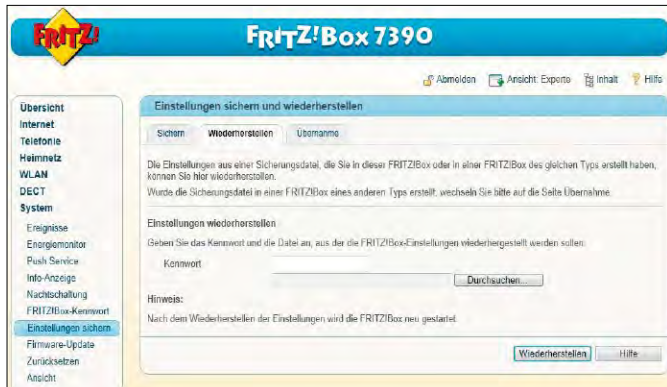 FRITZ!
FRITZ!Box 7390
Abmelden Ansicht: Experte Inhalt Hilfe
Übersicht
Internet
Telefonie
Heimnetz
WLAN
DECT
System
Ereignisse
Energiemonitor
Push Service
Info-Anzeige
Nachtschaltung
FRITZ!Box-Kennwort
Einstellungen sichern
Firmware-Update
Zurücksetzen
Ansicht
Einstellungen sichern und wiederherstellen
Sichern Wiederherstellen Übernahme
Die Einstellungen aus einer Sicherungsdatei, die Sie in dieser FRITZ!Box oder in einer FRITZ!Box des gleichen Typs erstellt haben,
können Sie hier wiederherstellen.
Wurde die Sicherungsdatei in einer FRITZ!Box eines anderen Typs erstellt, wechseln Sie bitte auf die Seite Übernahme.
Einstellungen wiederherstellen
Geben Sie das Kennwort und die Datei an, aus der die FRITZ!Box-Einstellungen wiederhergestellt werden sollen:
Kennwort
Durchsuchen...
Hinweis:
Nach dem Wiederherstellen der Einstellungen wird die FRITZ!Box neu gestartet.
Wiederherstellen Hilfe